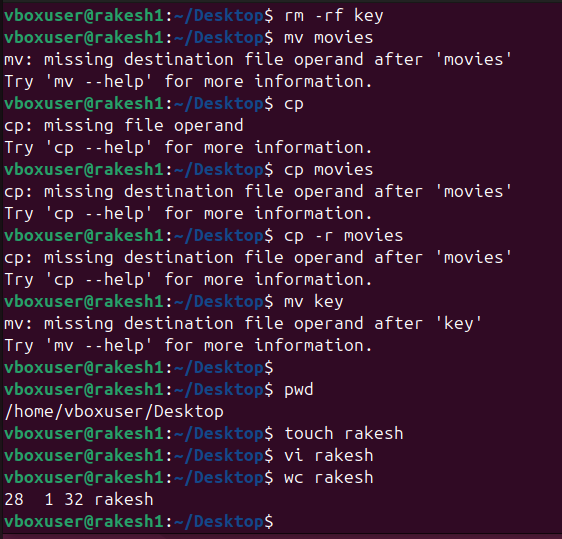 vboxuser@rakesh1:~/Desktop$ rm -rf key
vboxuser@rakesh1:~/Desktop$ mv movies
mv: missing destination file operand after 'movies'
Try 'mv --help' for more information.
vboxuser@rakesh1:~/Desktop$ cp
cp: missing file operand
Try 'cp --help' for more information.
vboxuser@rakesh1:~/Desktop$ cp movies
cp: missing destination file operand after 'movies'
Try 'cp --help' for more information.
vboxuser@rakesh1:~/Desktop$ cp -r movies
cp: missing destination file operand after 'movies'
Try 'cp --help' for more information.
vboxuser@rakesh1:~/Desktop$ mv key
mv: missing destination file operand after 'key'
Try 'mv --help' for more information.
vboxuser@rakesh1:~/Desktop$
vboxuser@rakesh1:~/Desktop$ pwd
/home/vboxuser/Desktop
vboxuser@rakesh1:~/Desktop$ touch rakesh
vboxuser@rakesh1:~/Desktop$ vi rakesh
vboxuser@rakesh1:~/Desktop$ wc rakesh
28  1 32 rakesh
vboxuser@rakesh1:~/Desktop$